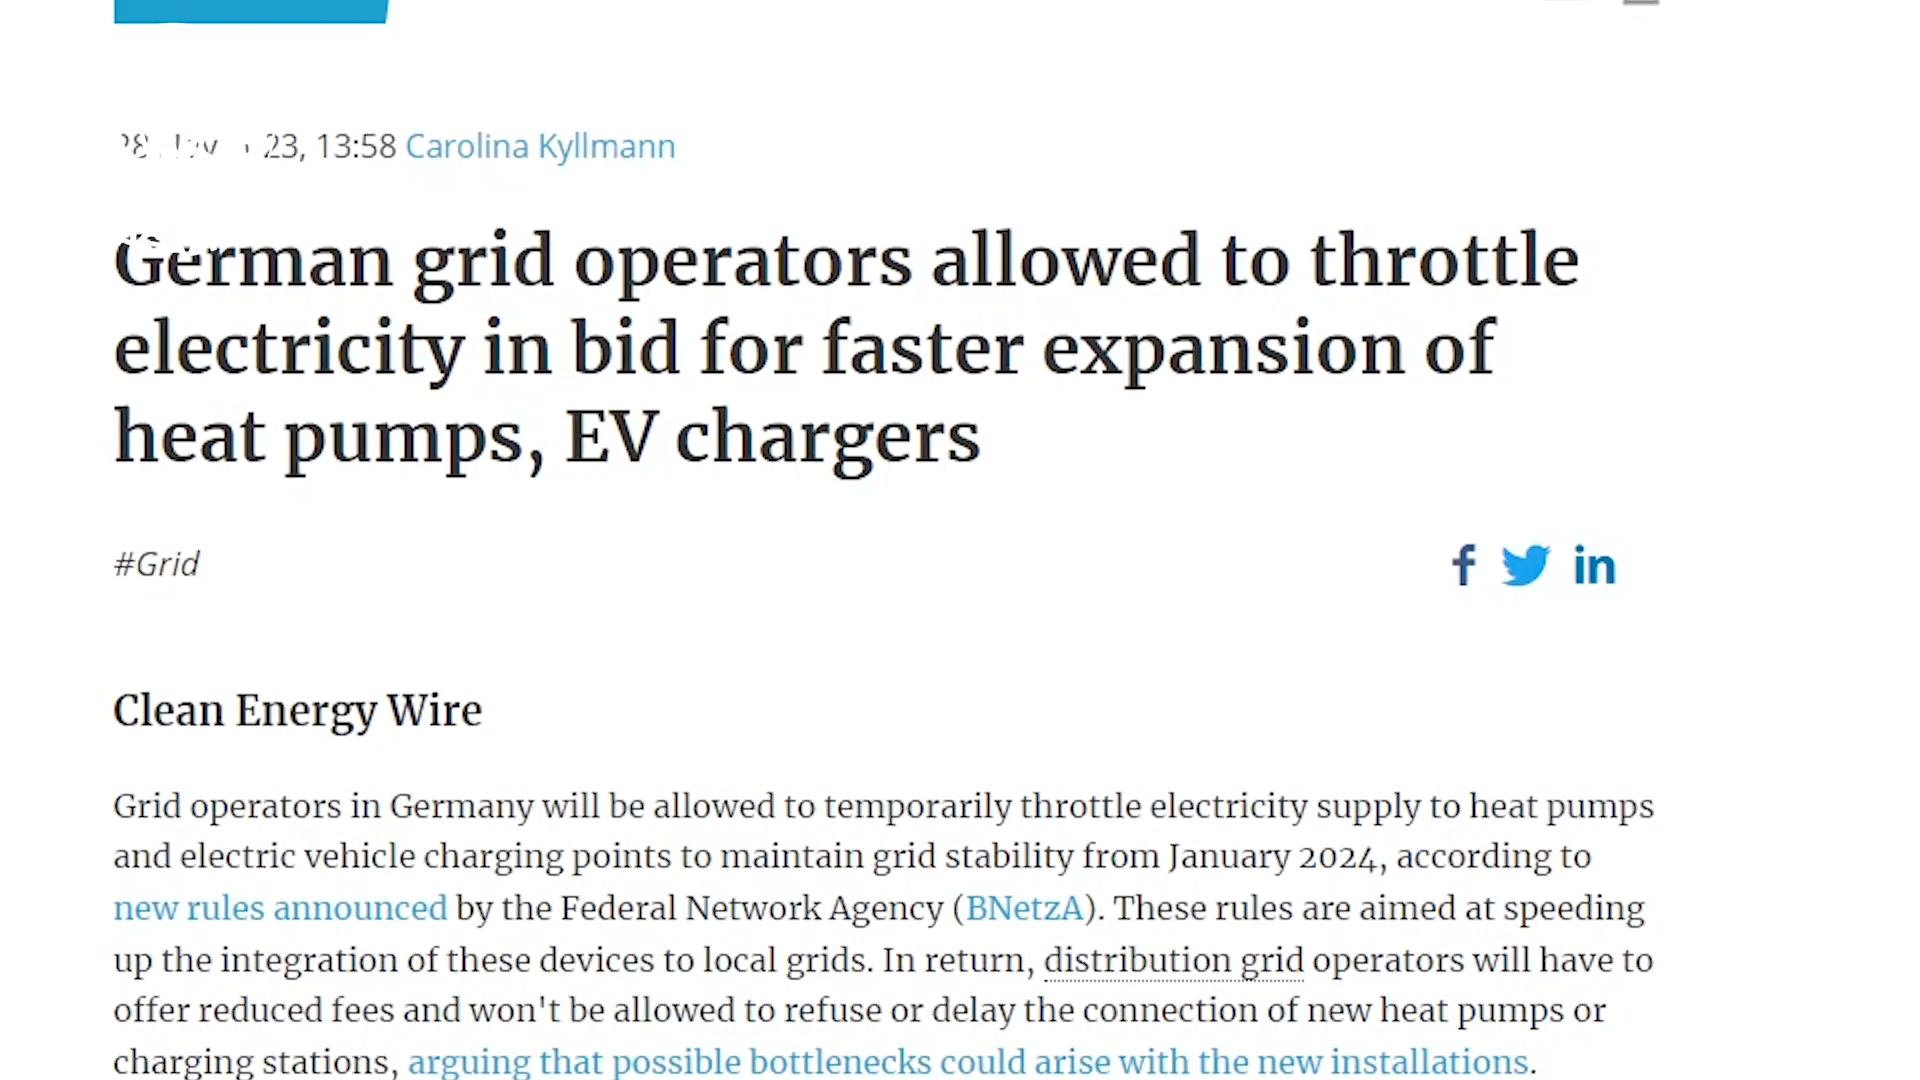 23, 13:58 Carolina Kyllmann
German grid operators allowed to throttle
electricity in bid for faster expansion of
heat pumps, EV chargers
#Grid
f in
Clean Energy Wire
Grid operators in Germany will be allowed to temporarily throttle electricity supply to heat pumps
and electric vehicle charging points to maintain grid stability from January 2024, according to
new rules announced by the Federal Network Agency (BNetzA). These rules are aimed at speeding
up the integration of these devices to local grids. In return, distribution grid operators will have to
offer reduced fees and won't be allowed to refuse or delay the connection of new heat pumps or
charging stations, arguing that possible bottlenecks could arise with the new installations.